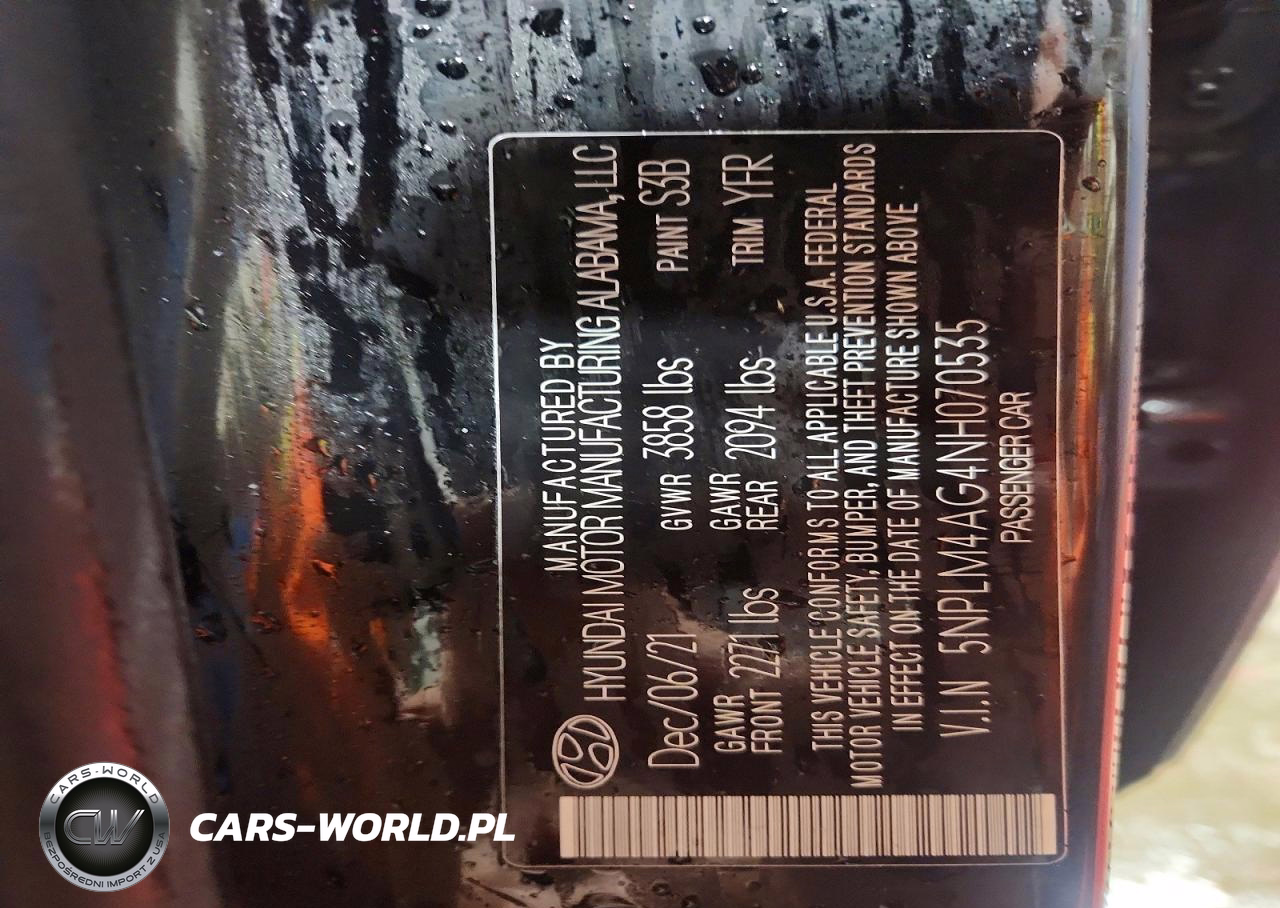 MANUFACTURED BY
HYUNDAI MOTOR MANUFACTURING ALABAMA, LLC
Dec/06/21 GVWR 3858 lbs PAINT S3B
GAWR FRONT 2271 lbs GAWR REAR 2094 lbs TRIM YFR
THIS VEHICLE CONFORMS TO ALL APPLICABLE U.S.A. FEDERAL
MOTOR VEHICLE SAFETY, BUMPER, AND THEFT PREVENTION STANDARDS
IN EFFECT ON THE DATE OF MANUFACTURE SHOWN ABOVE
V.I.N 5NPLM4AG4NH070535
PASSENGER CAR
CARS-WORLD
CW
BEZPOŚREDNI IMPORT Z USA
CARS-WORLD.PL